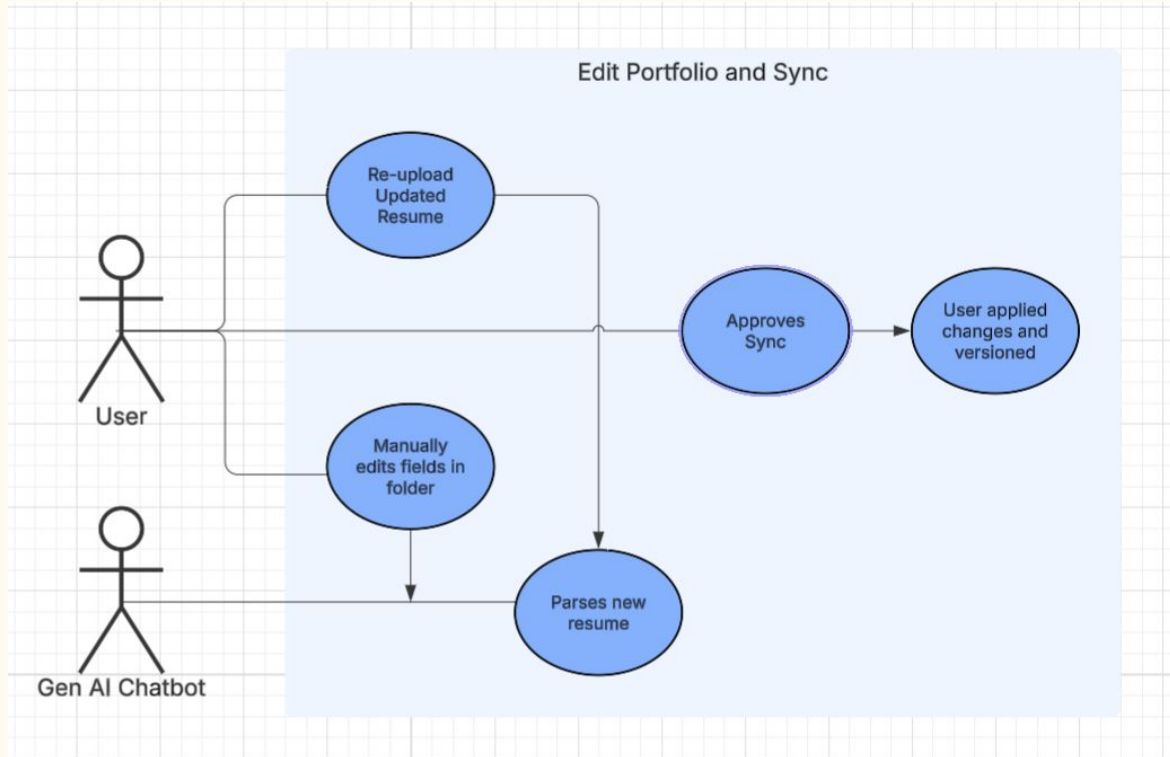 Edit Portfolio and Sync
Re-upload
Updated
Resume
Approves
Sync
User applied
changes and
versioned
User
Manually
edits fields in
folder
Parses new
resume
Gen AI Chatbot